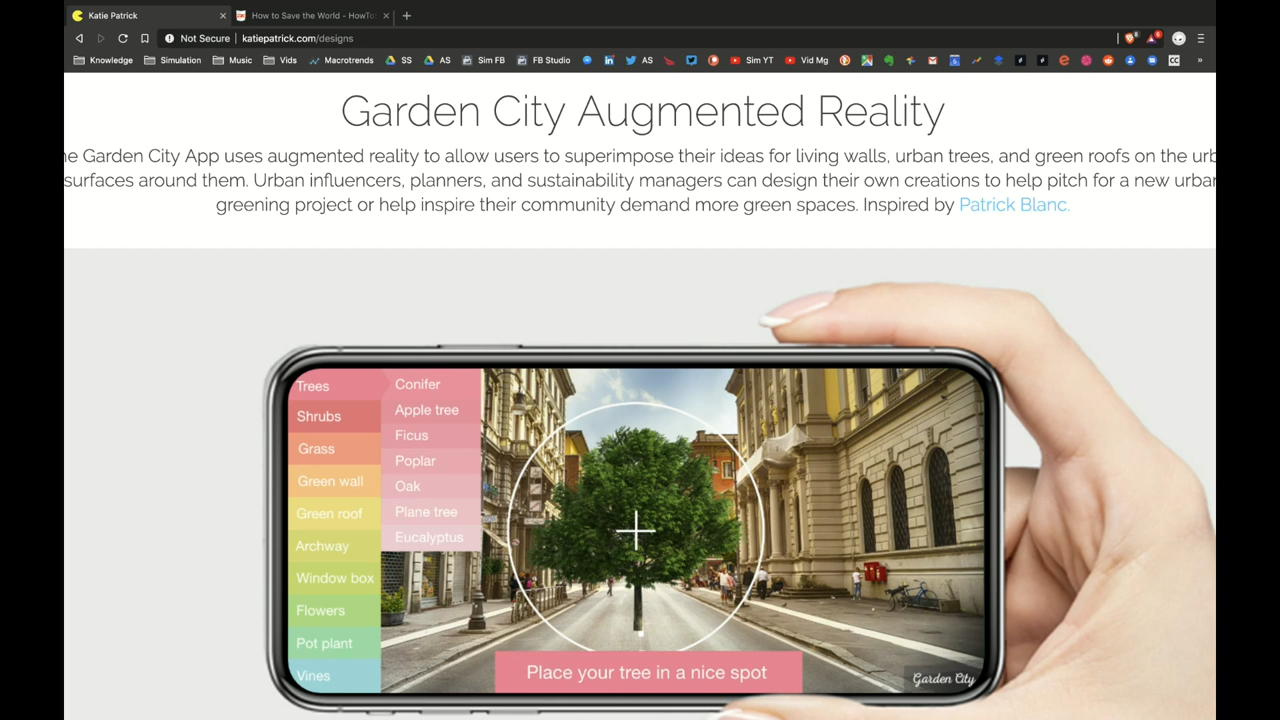 Katie Patrick
How to Save the World - HowTo
Not Secure
katiepatrick.com/designs
Knowledge
Simulation
Music
Vids
Macrotrends
SS
AS
Sim FB
FB Studio
AS
Sim YT
Vid Mg
CC
Garden City Augmented Reality
he Garden City App uses augmented reality to allow users to superimpose their ideas for living walls, urban trees, and green roofs on the urb
surfaces around them. Urban influencers, planners, and sustainability managers can design their own creations to help pitch for a new urban
greening project or help inspire their community demand more green spaces. Inspired by Patrick Blanc.
Trees
Shrubs
Grass
Green wall
Green roof
Archway
Window box
Flowers
Pot plant
Vines
Conifer
Apple tree
Ficus
Poplar
Oak
Plane tree
Eucalyptus
Place your tree in a nice spot
Garden City